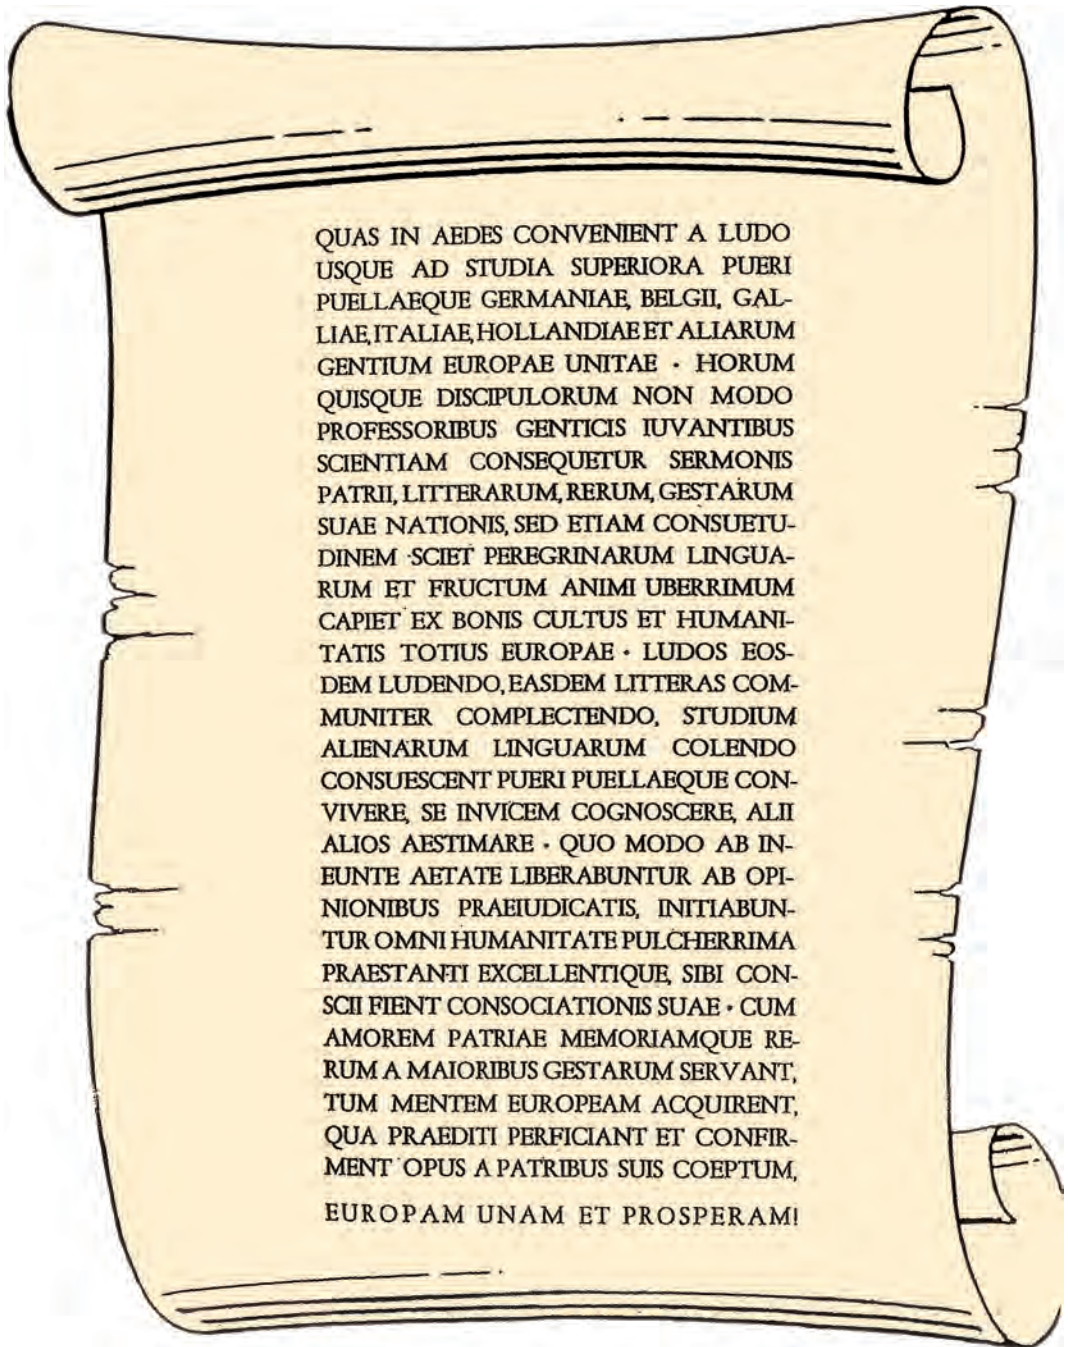 QUAS IN AEDES CONVENIENT A LUDO
USQUE AD STUDIA SUPERIORA PUERI
PUELLAEQUE GERMANIAE, BELGII, GAL-
LIAE, ITALIAE, HOLLANDIAE ET ALIARUM
GENTIUM EUROPAE UNITAE · HORUM
QUISQUE DISCIPULORUM NON MODO
PROFESSORIBUS GENTICIS IUVANTIBUS
SCIENTIAM CONSEQUETUR SERMONIS
PATRII, LITTERARUM, RERUM, GESTARUM
SUAE NATIONIS, SED ETIAM CONSUETU-
DINEM SCIET PEREGRINARUM LINGUA-
RUM ET FRUCTUM ANIMI UBERRIMUM
CAPIET EX BONIS CULTUS ET HUMANI-
TATIS TOTIUS EUROPAE · LUDOS EOS-
DEM LUDENDO, EASDEM LITTERAS COM-
MUNITER COMPLECTENDO, STUDIUM
ALIENARUM LINGUARUM COLENDO
CONSUESCENT PUERI PUELLAEQUE CON-
VIVERE, SE INVICEM COGNOSCERE, ALII
ALIOS AESTIMARE · QUO MODO AB IN-
EUNTE AETATE LIBERABUNTUR AB OPI-
NIONIBUS PRAEIUDICATIS, INITIABUN-
TUR OMNI HUMANITATE PULCHERRIMA
PRAESTANTI EXCELLENTIQUE, SIBI CON-
SCII FIENT CONSOCIATIONIS SUAE · CUM
AMOREM PATRIAE MEMORIAMQUE RE-
RUM A MAIORIBUS GESTARUM SERVANT,
TUM MENTEM EUROPEAM ACQUIRENT,
QUA PRAEDITI PERFICIANT ET CONFIR-
MENT OPUS A PATRIBUS SUIS COEPTUM,
EUROPAM UNAM ET PROSPERAM!